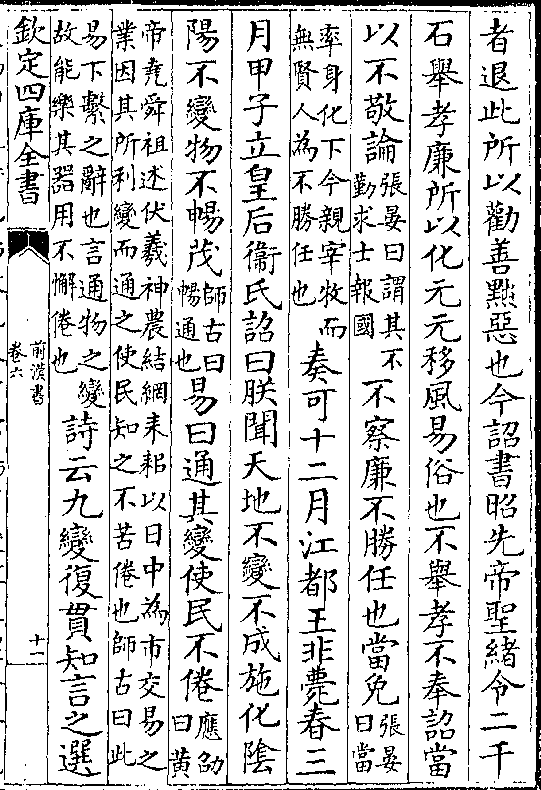 者退此所以勸善黜惡也今詔書昭先帝聖緒令二千
石舉孝廉所以化元元移風易俗也不舉孝不奉詔當
以不敬論張晏曰謂其不勤求士報國不察廉不勝任也當免張晏曰當
率身化下今親宰牧而無賢人為不勝任也奏可十二月江都王非薨春三
月甲子立皇后衞氏詔曰朕聞天地不變不成施化陰
陽不變物不暢茂師古曰暢通也易曰通其變使民不倦應劭曰黄
帝堯舜祖述伏羲神農結網耒耜以日中為市交易之業因其所利變而通之使民知之不苦倦也師古曰此
易下繫之辭也言通物之變故能樂其器用不懈倦也詩云九變復貫知言之選
欽定四庫全書
前漢書
卷六
十一